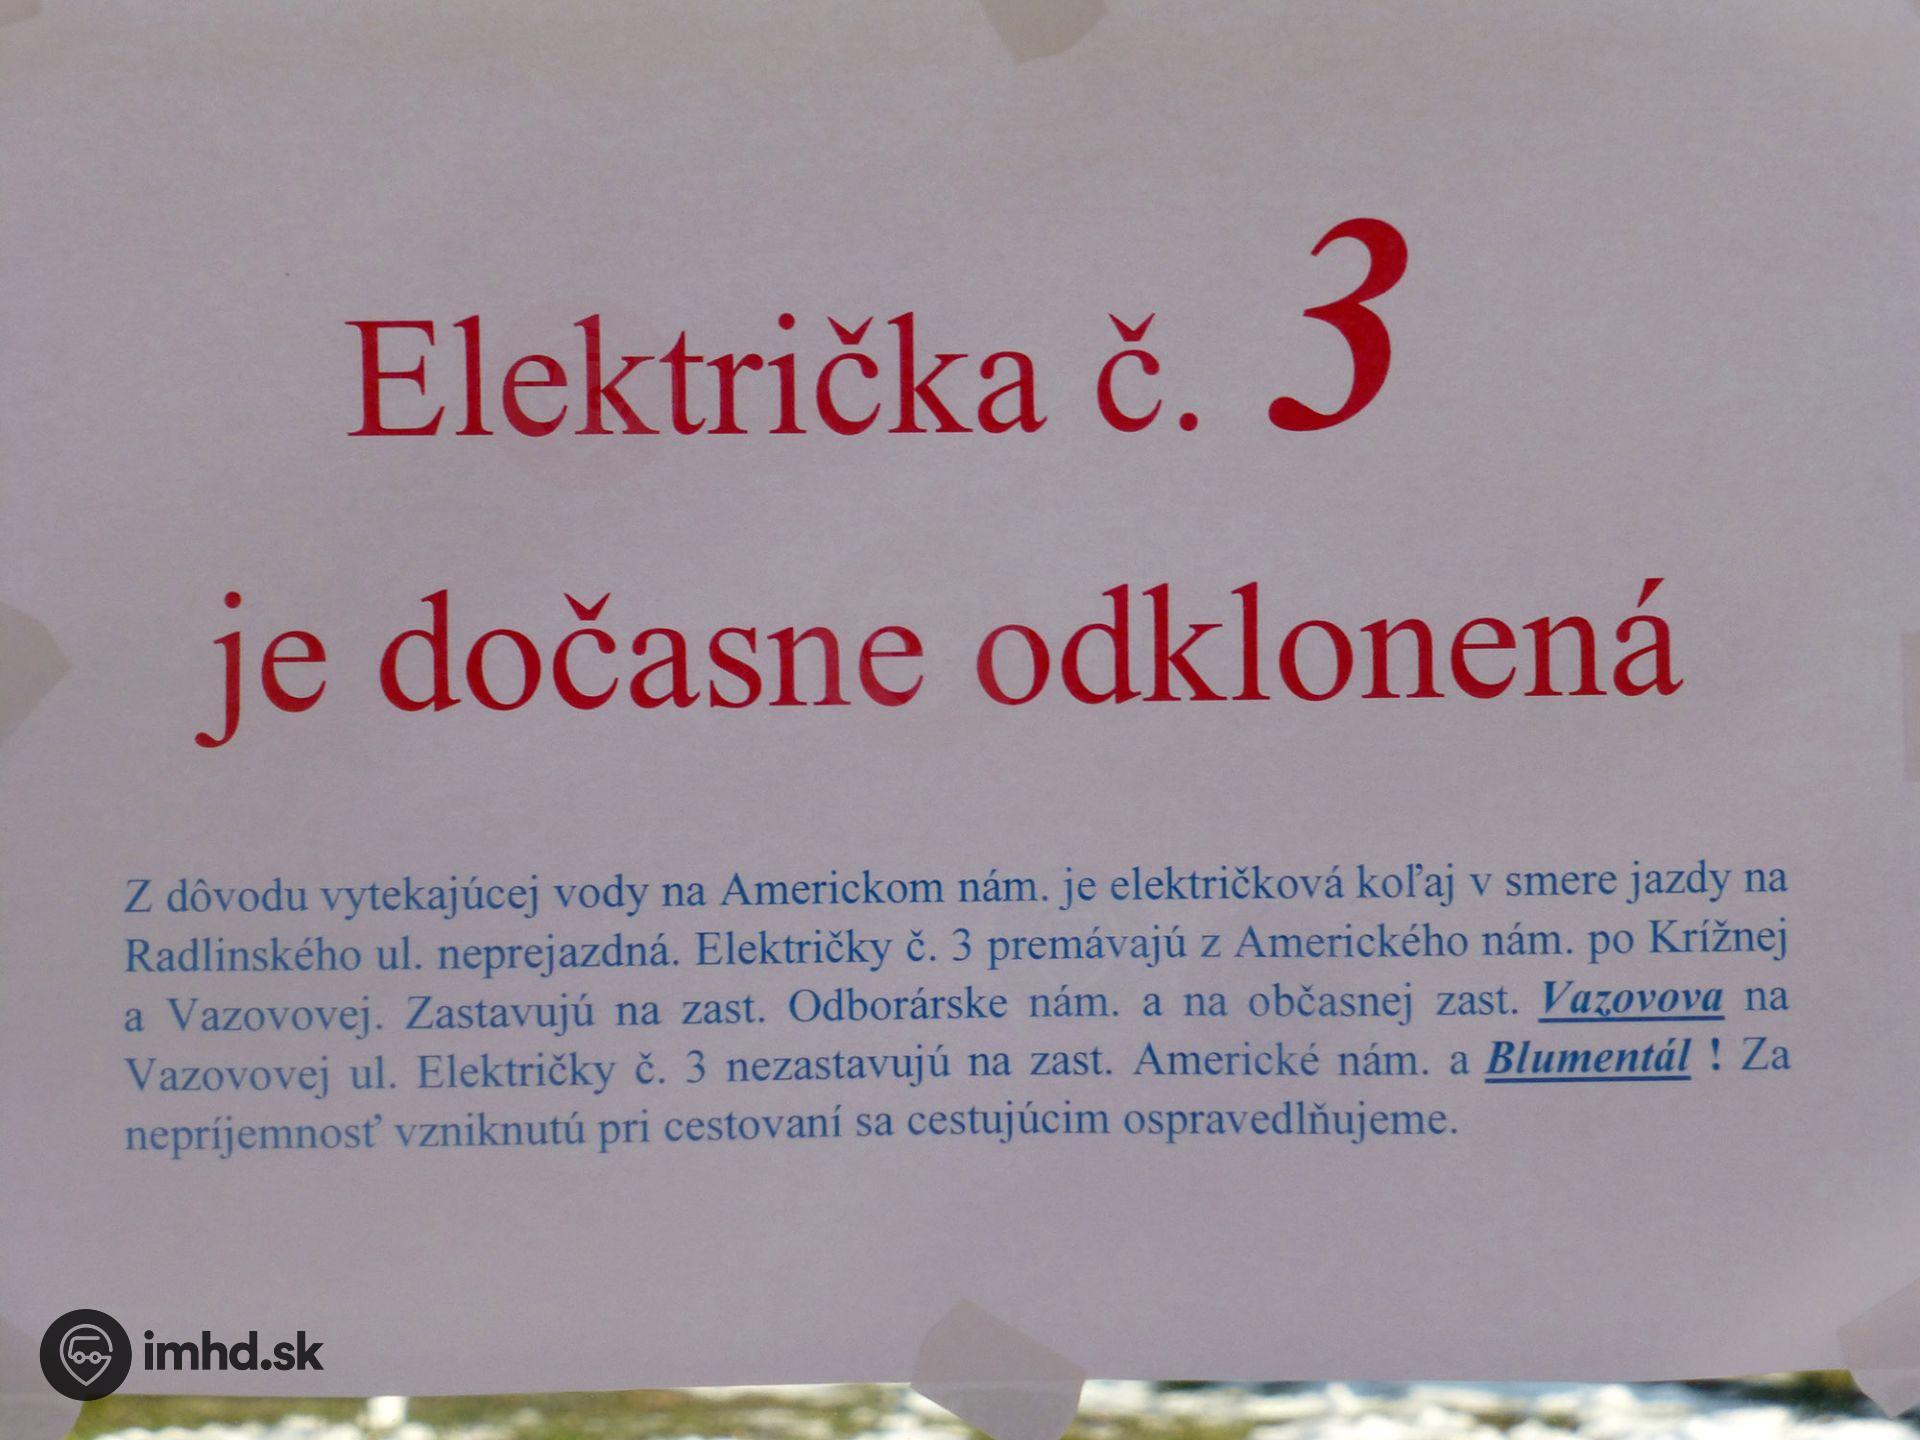 Električka č. 3
je dočasne odklonená
Z dôvodu vytekajúcej vody na Americkom nám. je električková koľaj v smere jazdy na
Radlinského ul. neprejazdná. Električky č. 3 premávajú z Amerického nám. po Krížnej
a Vazovovej. Zastavujú na zast. Odborárske nám. a na občasnej zast. Vazovova na
Vazovovej ul. Električky č. 3 nezastavujú na zast. Americké nám. a Blumentál ! Za
nepríjemnosť vzniknutú pri cestovaní sa cestujúcim ospravedlňujeme.
imhd.sk